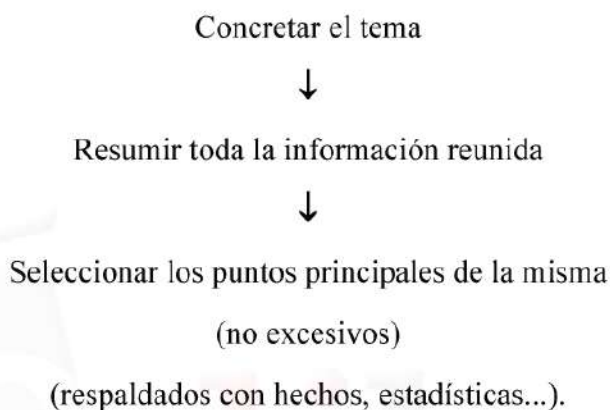 Concretar el tema
↓
Resumir toda la información reunida
↓
Seleccionar los puntos principales de la misma
(no excesivos)
(respaldados con hechos, estadísticas...).